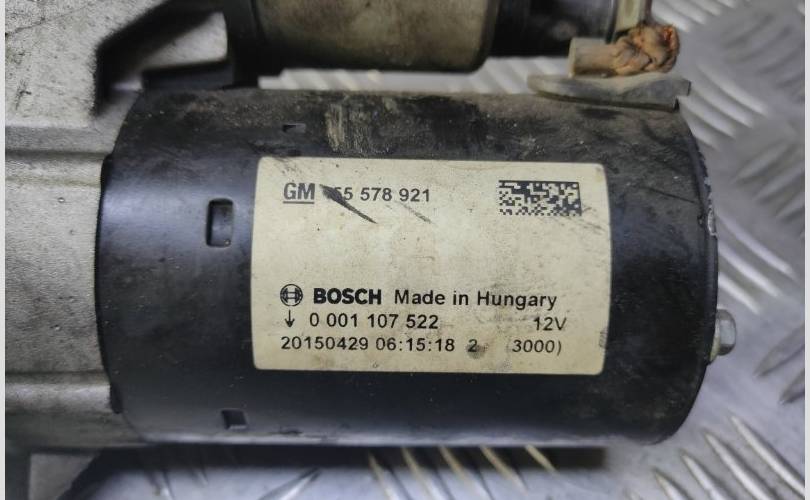 GM 55 578 921
BOSCH Made in Hungary
↓ 0 001 107 522 12V
20150429 06:15:18 2 (3000)